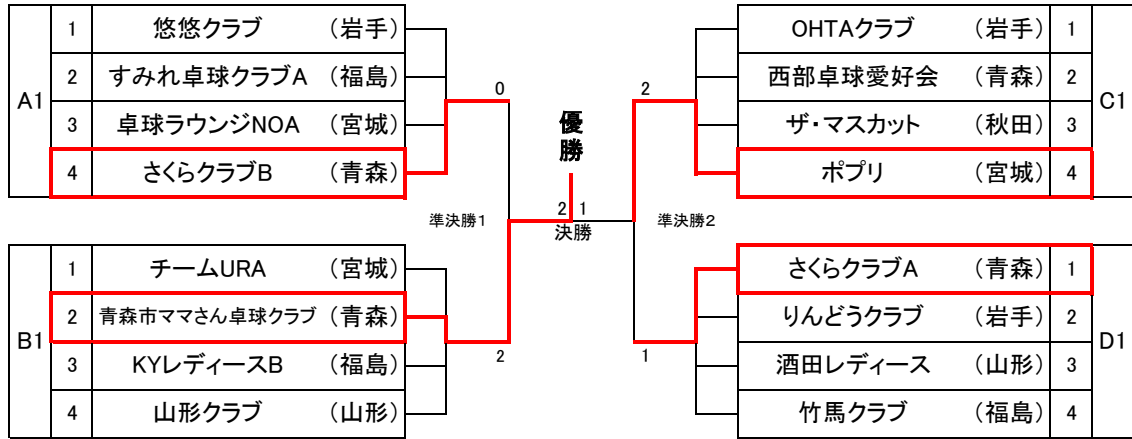 A1
1 悠悠クラブ （岩手）
2 すみれ卓球クラブA （福島）
3 卓球ラウンジNOA （宮城）
4 さくらクラブB （青森）
B1
1 チームURA （宮城）
2 青森市ママさん卓球クラブ （青森）
3 KYレディースB （福島）
4 山形クラブ （山形）
0
準決勝1
2
優勝
2 1
決勝
2
準決勝2
1
OHTAクラブ （岩手） 1
西部卓球愛好会 （青森） 2
ザ・マスカット （秋田） 3
ポプリ （宮城） 4
C1
さくらクラブA （青森） 1
りんどうクラブ （岩手） 2
酒田レディース （山形） 3
竹馬クラブ （福島） 4
D1